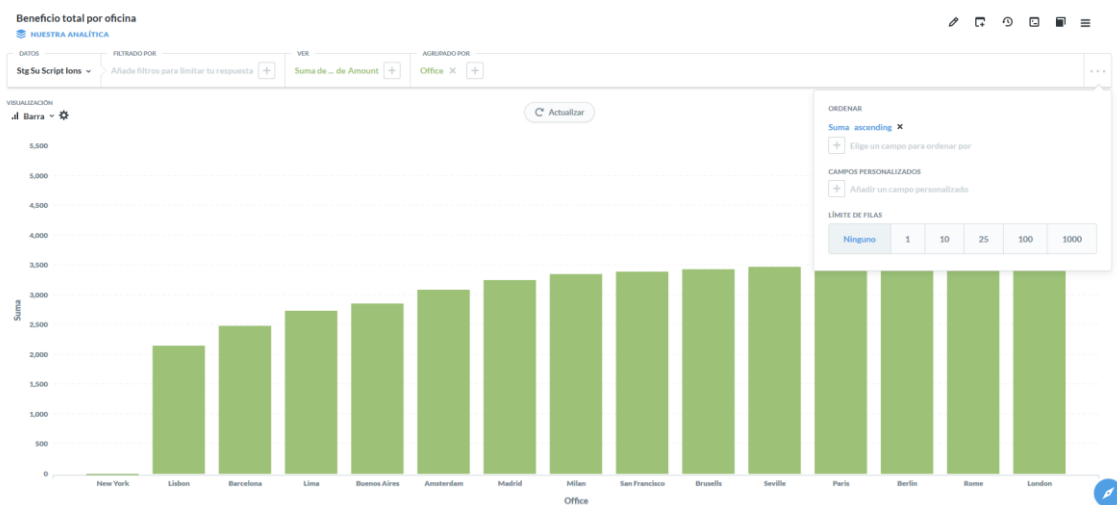 Beneficio total por oficina
NUESTRA ANALÍTICA
DATOS
FILTRADO POR
VER
AGRUPADO POR
Stg Su Script Ions
Añade filtros para limitar tu respuesta +
Suma de ... de Amount +
Office × +
...
VISUALIZACIÓN
Barra
Actualizar
ORDENAR
Suma ascending ×
+ Elige un campo para ordenar por
CAMPOS PERSONALIZADOS
+ Añadir un campo personalizado
LÍMITE DE FILAS
Ninguno 1 10 25 100 1000
5,500
5,000
4,500
4,000
3,500
3,000
2,500
2,000
1,500
1,000
500
0
Suma
New York Lisbon Barcelona Lima Buenos Aires Amsterdam Madrid Milan San Francisco Brusells Seville Paris Berlin Rome London
Office